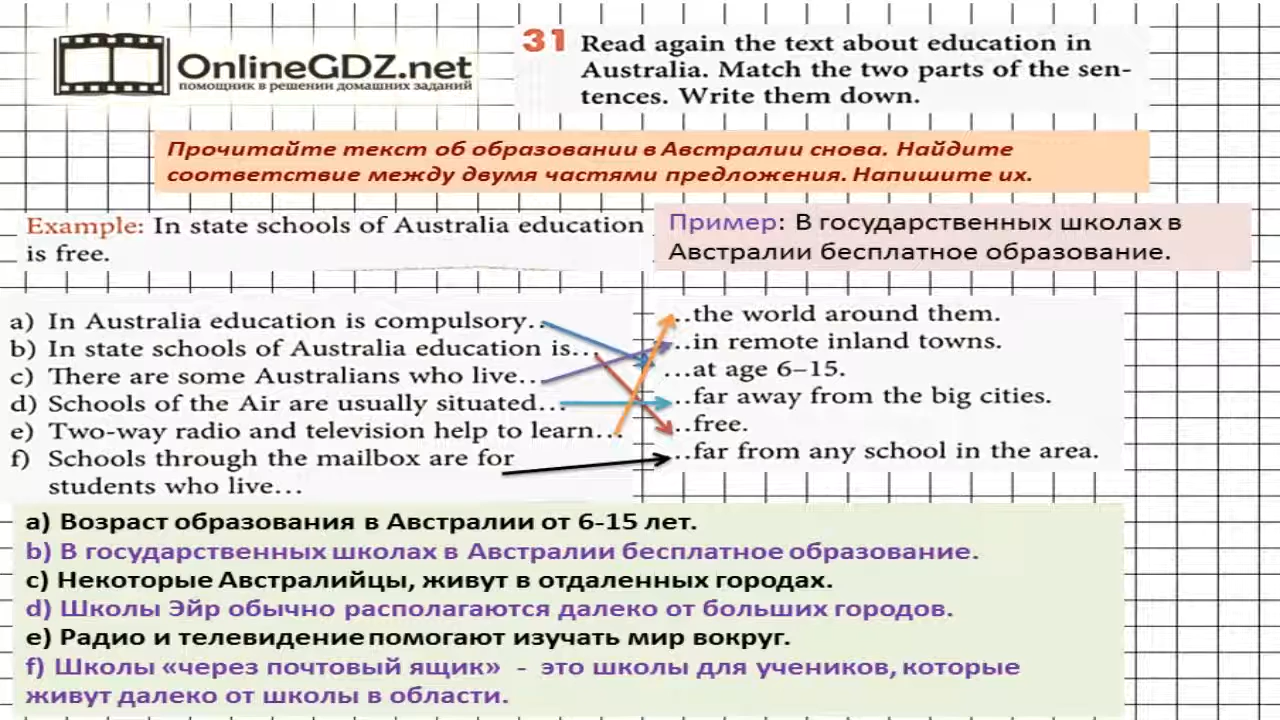 OnlineGDZ.net
помощник в решении домашних заданий
31 Read again the text about education in
Australia. Match the two parts of the sen-
tences. Write them down.
Прочитайте текст об образовании в Австралии снова. Найдите
соответствие между двумя частями предложения. Напишите их.
Example: In state schools of Australia education
is free.
Пример: В государственных школах в
Австралии бесплатное образование.
a) In Australia education is compulsory...
b) In state schools of Australia education is...
c) There are some Australians who live...
d) Schools of the Air are usually situated...
e) Two-way radio and television help to learn...
f) Schools through the mailbox are for
students who live...
...the world around them.
...in remote inland towns.
...at age 6–15.
...far away from the big cities.
...free.
...far from any school in the area.
a) Возраст образования в Австралии от 6-15 лет.
b) В государственных школах в Австралии бесплатное образование.
c) Некоторые Австралийцы, живут в отдаленных городах.
d) Школы Эйр обычно располагаются далеко от больших городов.
e) Радио и телевидение помогают изучать мир вокруг.
f) Школы «через почтовый ящик» - это школы для учеников, которые
живут далеко от школы в области.